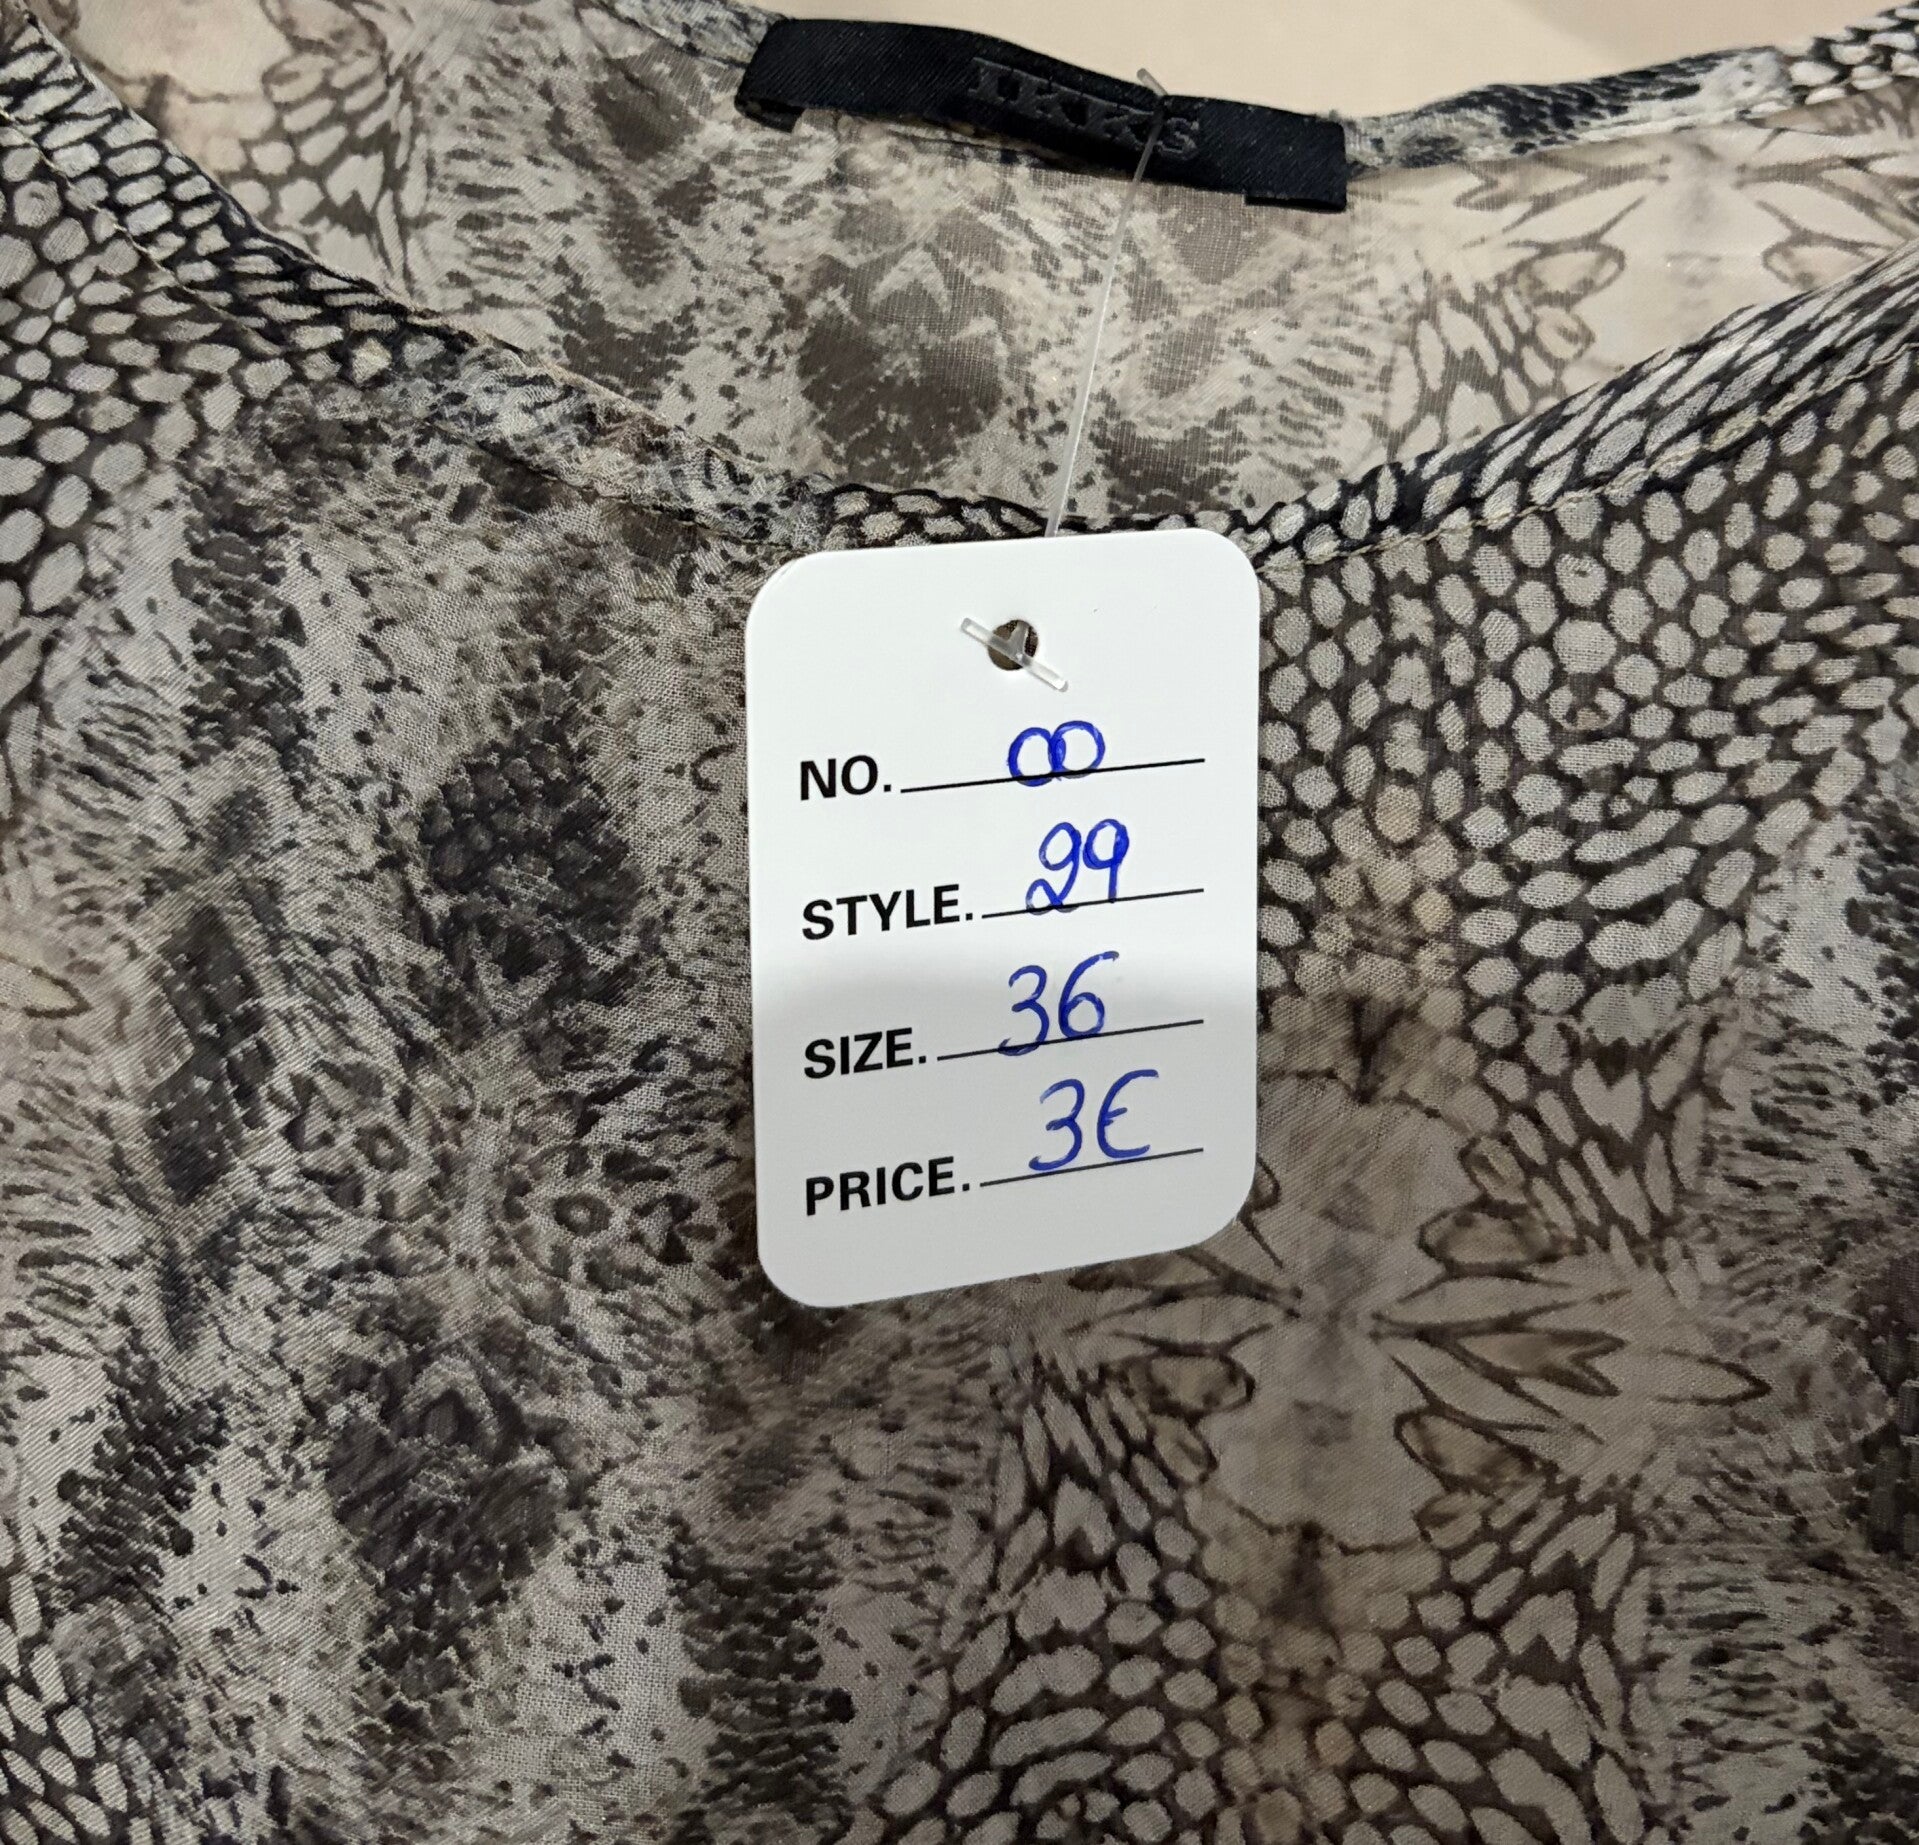 IKKS
NO. 00
STYLE. 29
SIZE. 36
PRICE. 3€